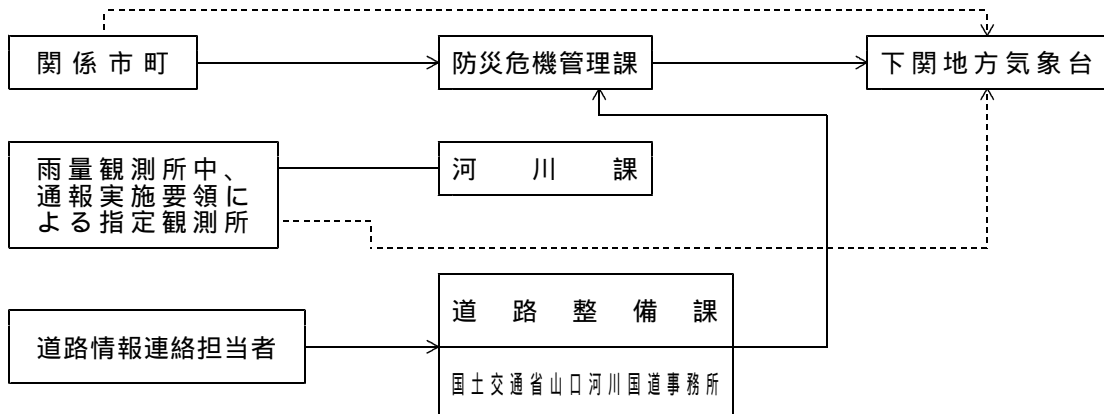 関係市町
防災危機管理課
下関地方気象台
雨量観測所中、
通報実施要領に
よる指定観測所
河川課
道路整備課
道路情報連絡担当者
国土交通省山口河川国道事務所